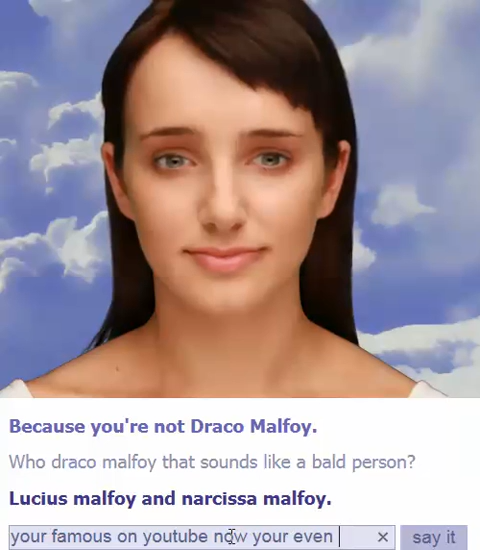 Because you're not Draco Malfoy.
Who draco malfoy that sounds like a bald person?
Lucius malfoy and narcissa malfoy.
your famous on youtube now your even
say it